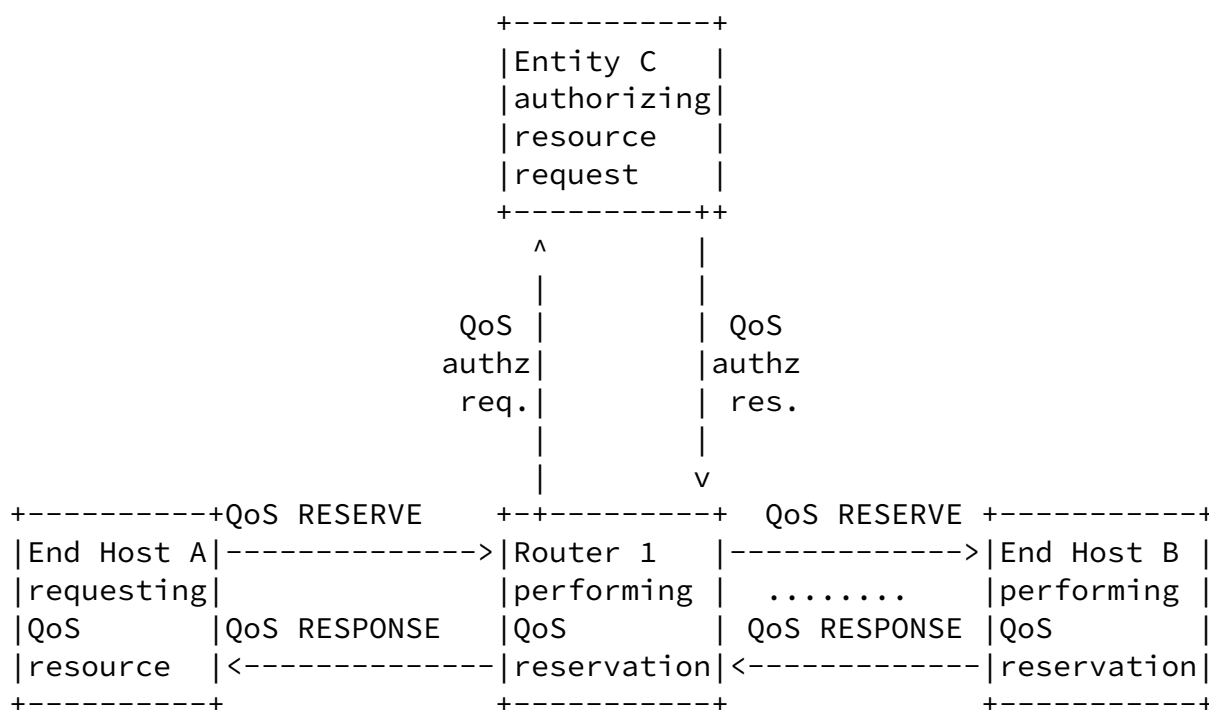 Entity C
authorizing
resource
request
QoS QoS
authz authz
req. res.
QoS RESERVE QoS RESERVE
End Host A Router 1 End Host B
requesting performing ........ performing
QoS QoS RESPONSE QoS QoS RESPONSE QoS
resource reservation reservation